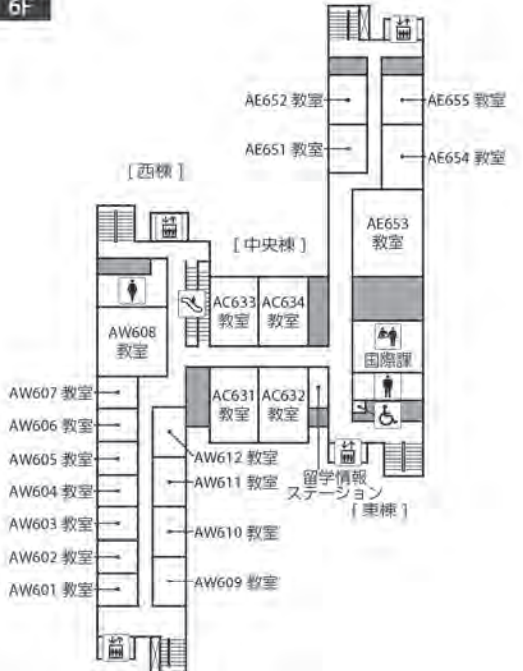 6F
AE652 教室
AE655 教室
AE651 教室
AE654 教室
[西棟]
AE653
教室
[中央棟]
AC633
教室
AC634
教室
AW608
教室
国際課
AW607 教室
AC631
教室
AC632
教室
AW606 教室
AW612 教室
AW605 教室
AW611 教室
留学情報
ステーション
AW604 教室
[東棟]
AW603 教室
AW610 教室
AW602 教室
AW601 教室
AW609 教室